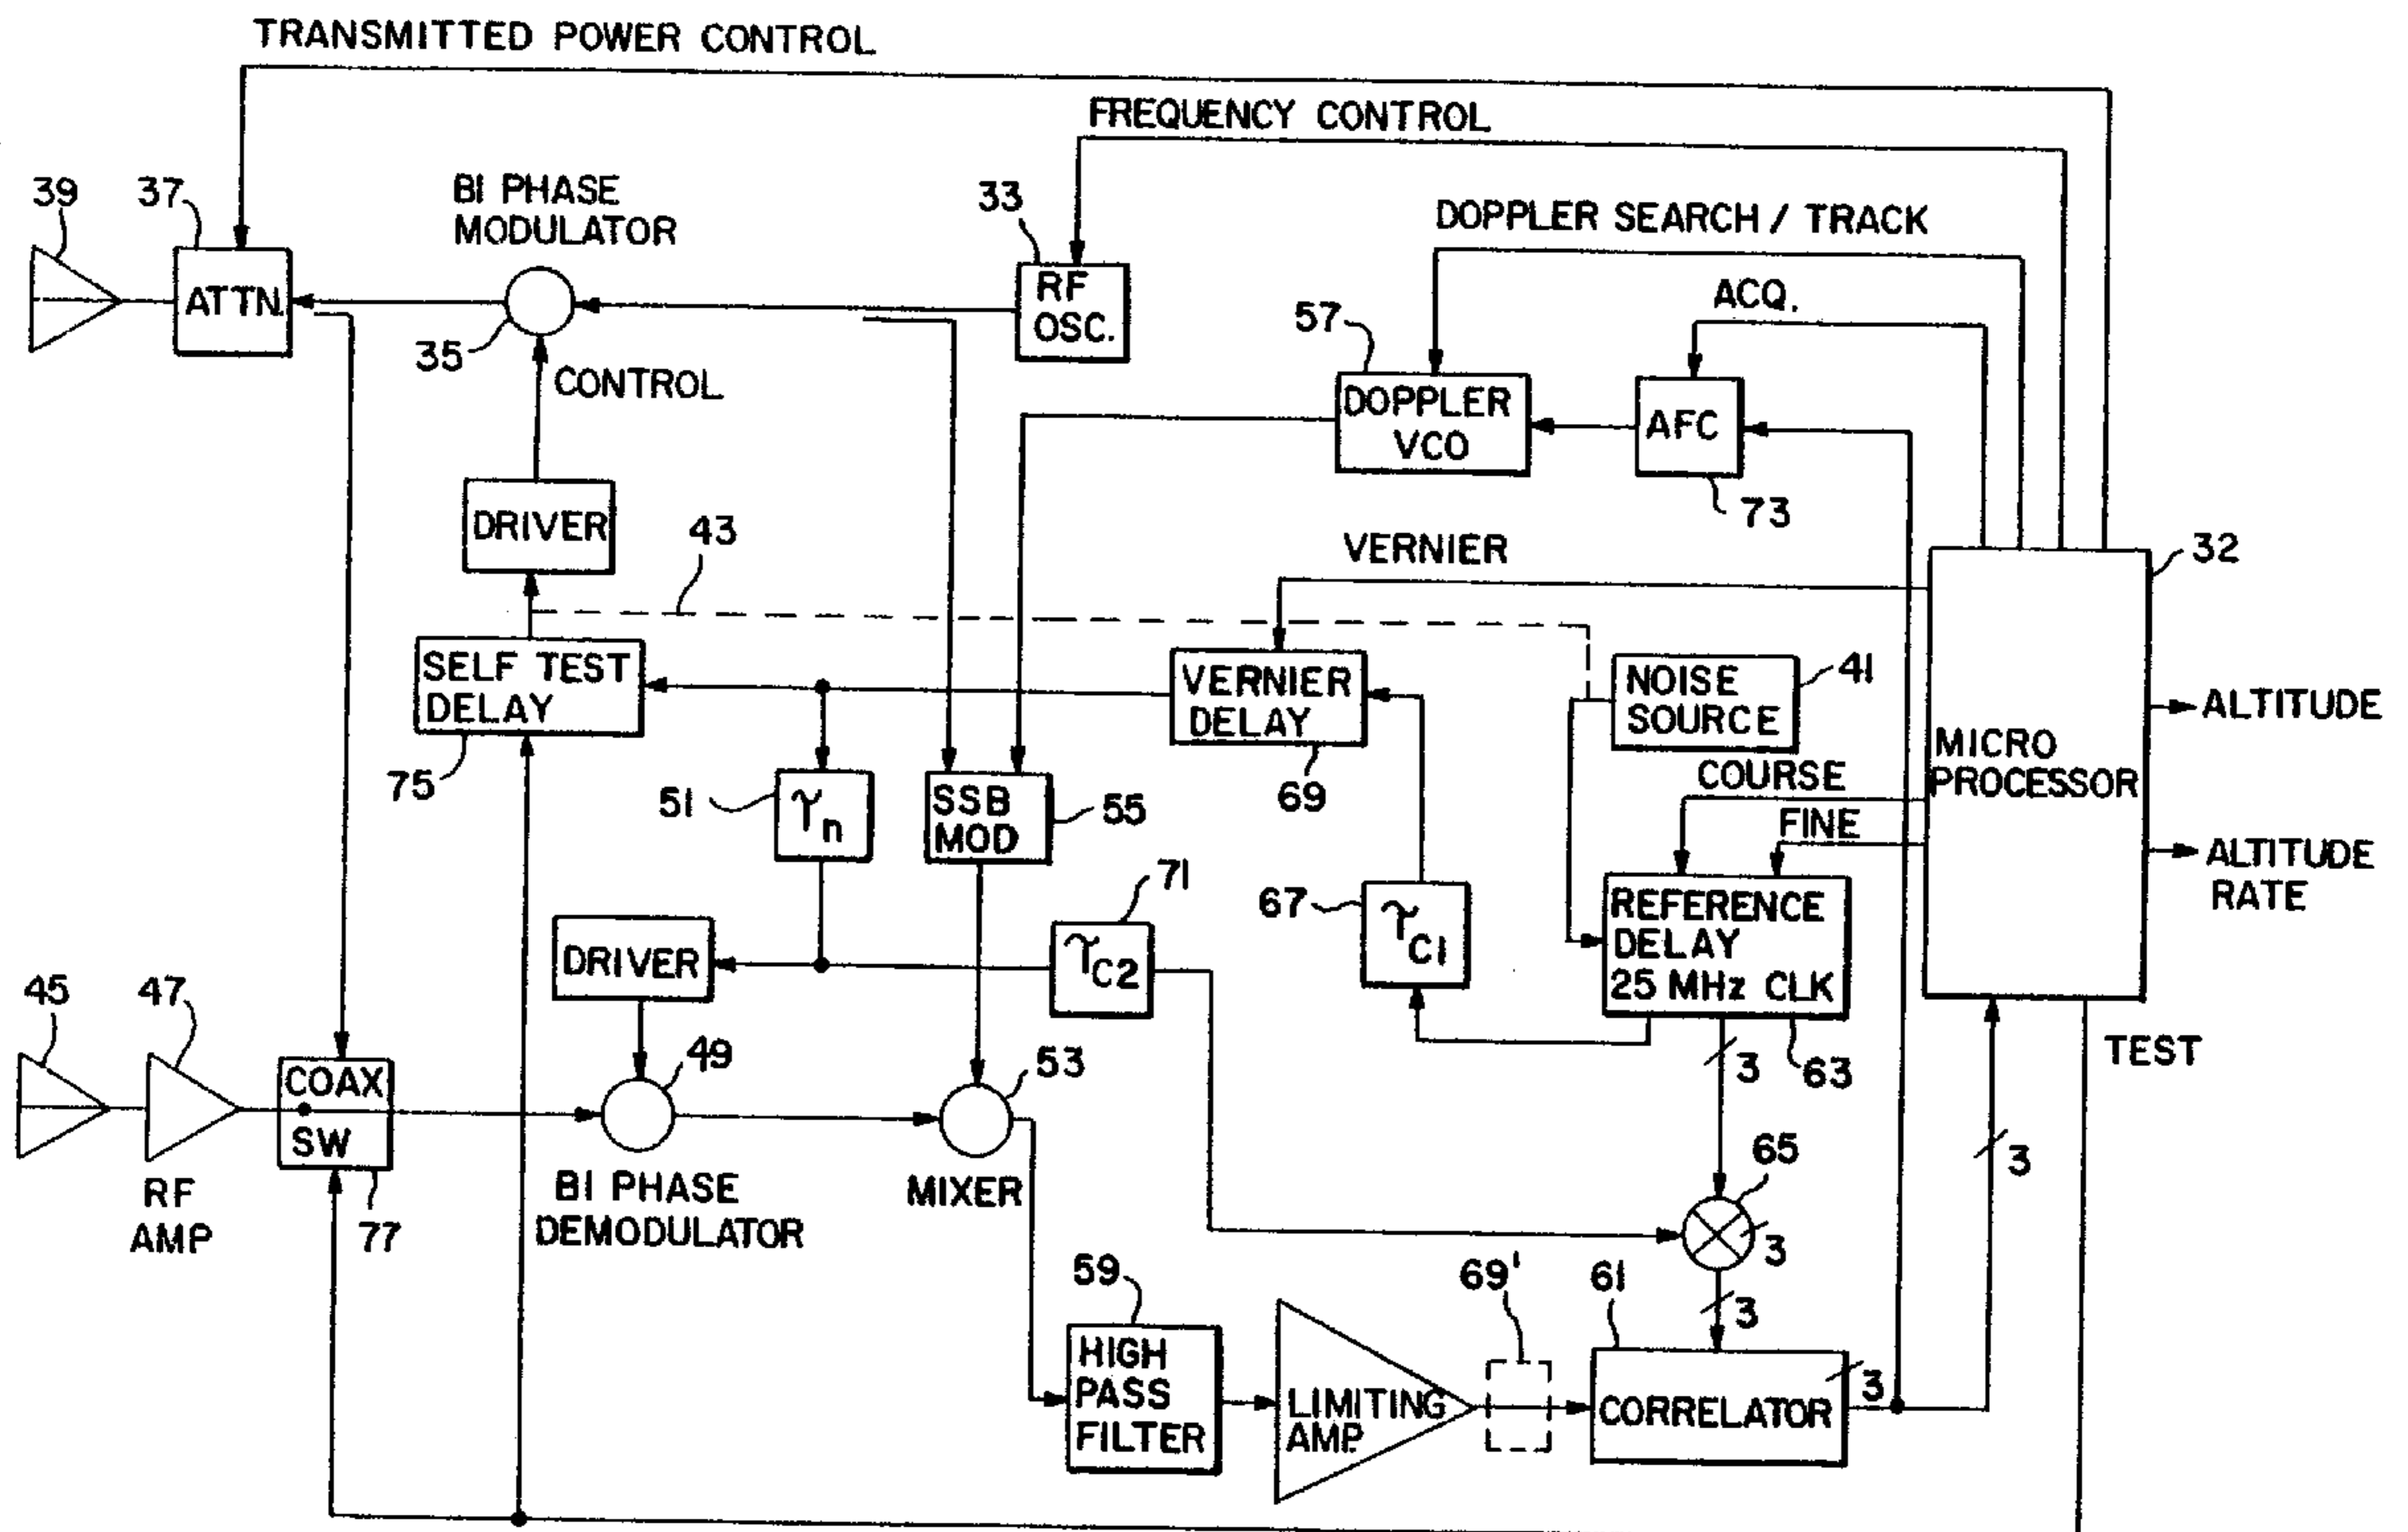 TRANSMITTED POWER CONTROL
FREQUENCY CONTROL
39
37
BI PHASE
MODULATOR
33
DOPPLER SEARCH / TRACK
RF
OSC.
ACQ.
ATTN.
57
35
CONTROL
DOPPLER
VCO
AFC
73
DRIVER
43
VERNIER
32
SELF TEST
DELAY
VERNIER
DELAY
NOISE
SOURCE
41
ALTITUDE
MICRO
PROCESSOR
75
51
τn
SSB
MOD
55
69
COURSE
FINE
ALTITUDE
RATE
71
67
τC1
REFERENCE
DELAY
25 MHz CLK
DRIVER
τC2
45
47
49
53
3
63
TEST
COAX
SW
3
65
RF
AMP
77
BI PHASE
DEMODULATOR
MIXER
3
59
69'
61
3
HIGH
PASS
FILTER
LIMITING
AMP.
CORRELATOR
3